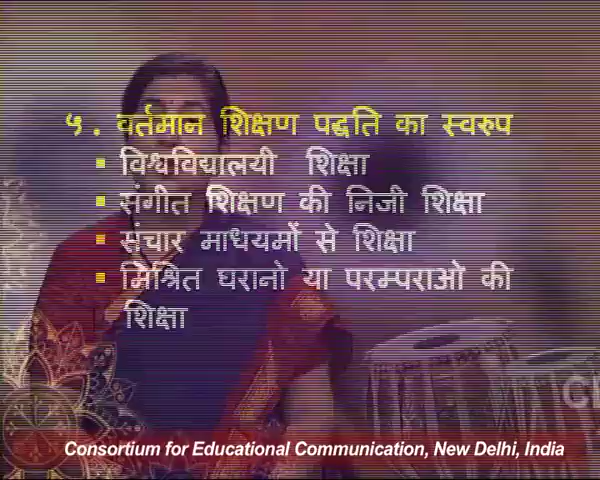 ५. वर्तमान शिक्षण पद्धति का स्वरुप
▪ विश्वविद्यालयी शिक्षा
▪ संगीत शिक्षण की निजी शिक्षा
▪ संचार माधयमों से शिक्षा
▪ मिश्रित घरानो या परम्पराओ की
शिक्षा
Consortium for Educational Communication, New Delhi, India